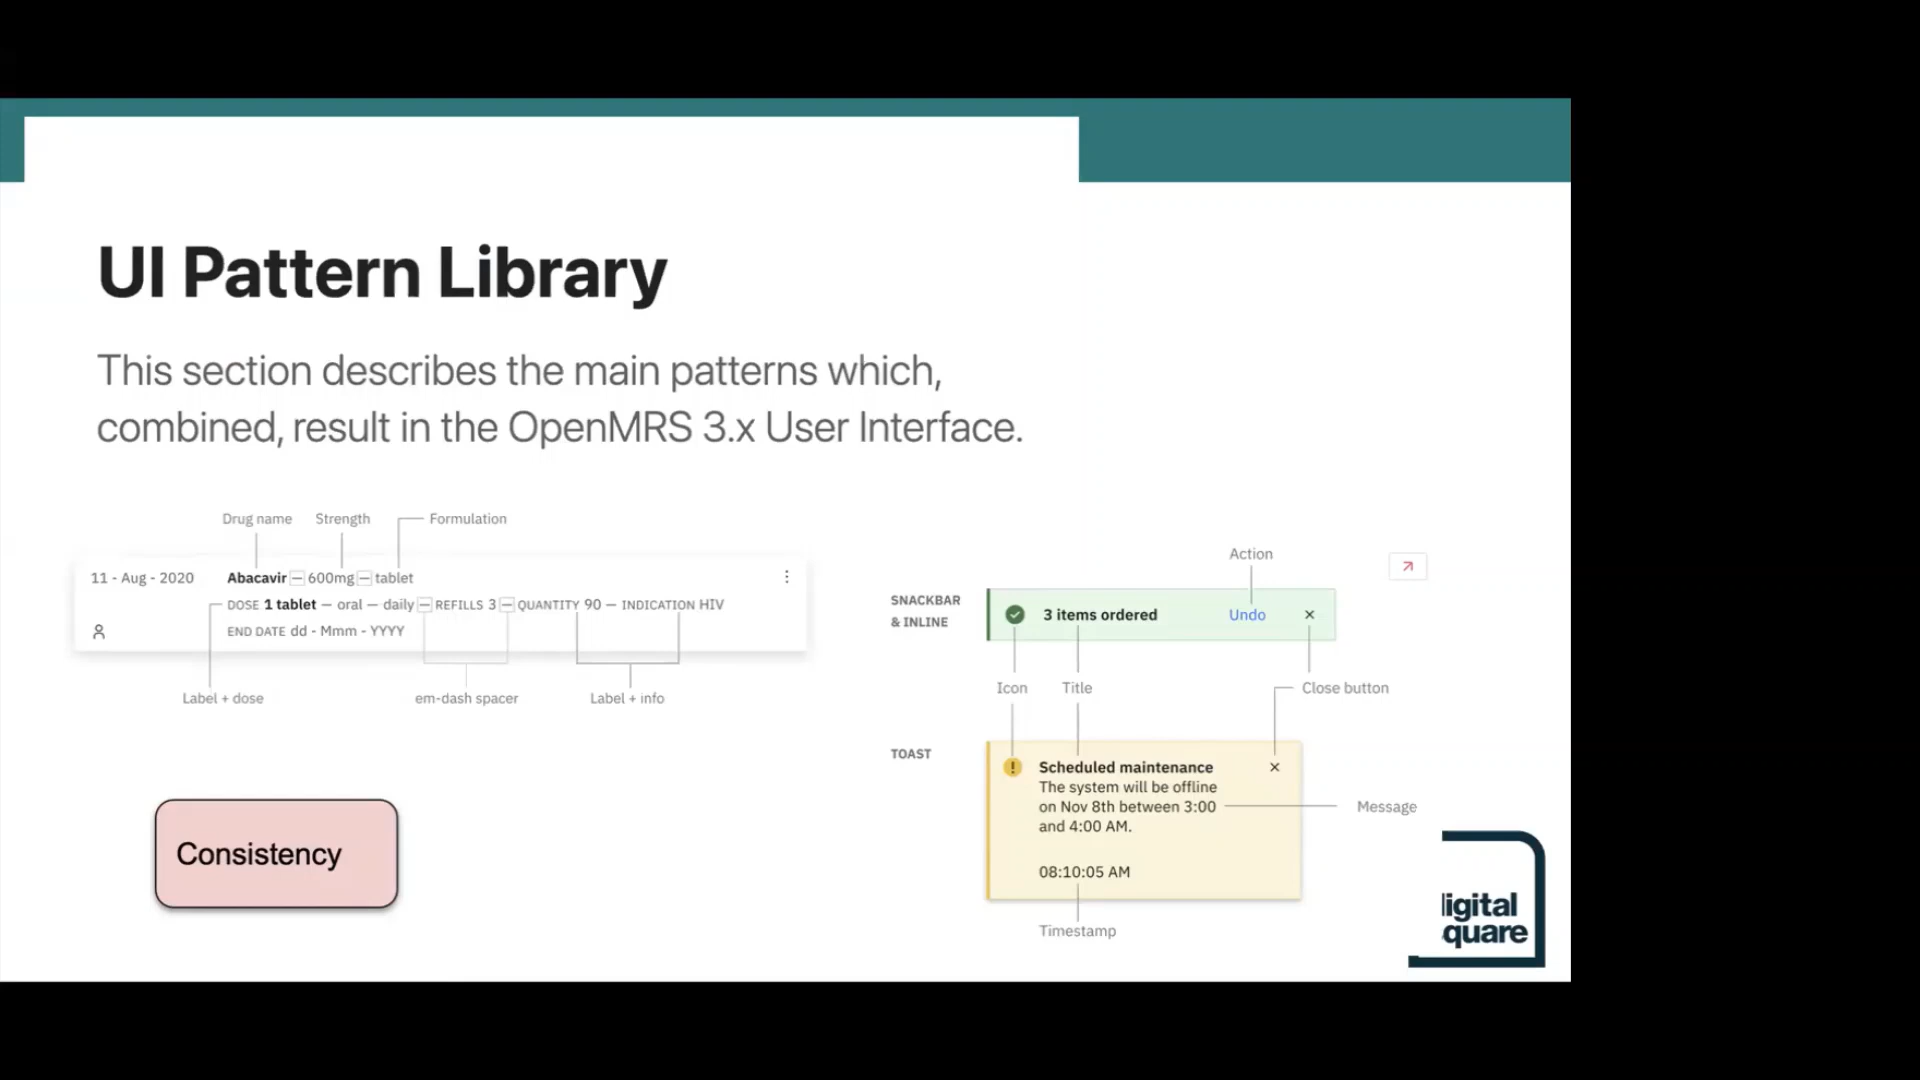 UI Pattern Library
This section describes the main patterns which,
combined, result in the OpenMRS 3.x User Interface.
Drug name Strength Formulation
11 - Aug - 2020 Abacavir — 600mg — tablet
DOSE 1 tablet — oral — daily — REFILLS 3 — QUANTITY 90 — INDICATION HIV
END DATE dd - Mmm - YYYY
Label + dose em-dash spacer Label + info
Consistency
Action
SNACKBAR
& INLINE
3 items ordered Undo
Icon Title Close button
TOAST
Scheduled maintenance
The system will be offline
on Nov 8th between 3:00
and 4:00 AM.
Message
08:10:05 AM
Timestamp
igital
quare